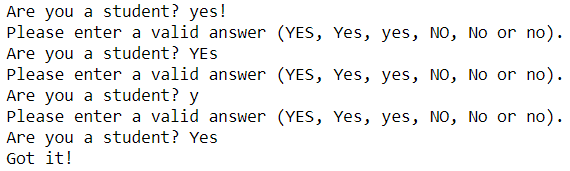 Are you a student? yes!
Please enter a valid answer (YES, Yes, yes, NO, No or no).
Are you a student? YEs
Please enter a valid answer (YES, Yes, yes, NO, No or no).
Are you a student? y
Please enter a valid answer (YES, Yes, yes, NO, No or no).
Are you a student? Yes
Got it!